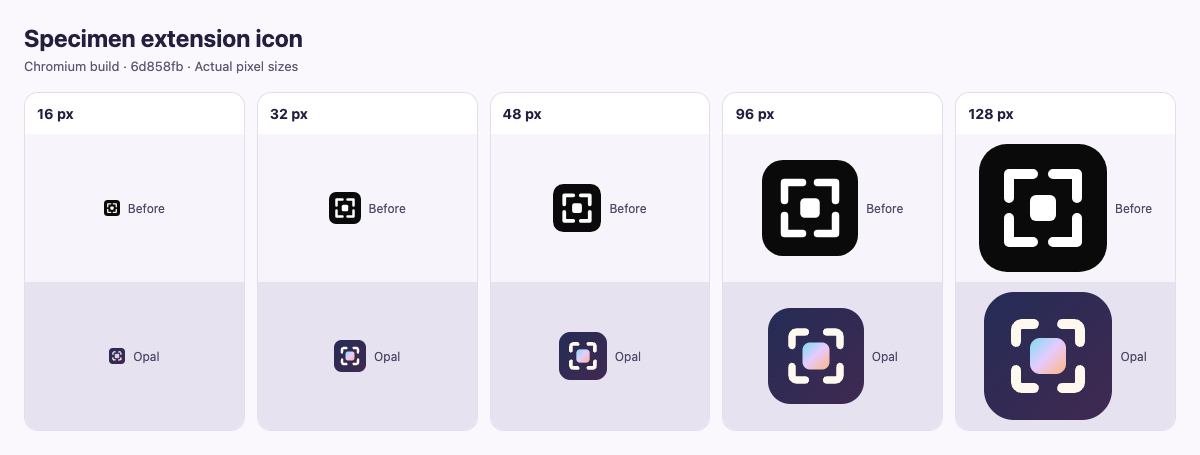 Specimen extension icon
Chromium build · 6d858fb · Actual pixel sizes
16 px
32 px
48 px
96 px
128 px
Before
Before
Before
Before
Before
Opal
Opal
Opal
Opal
Opal